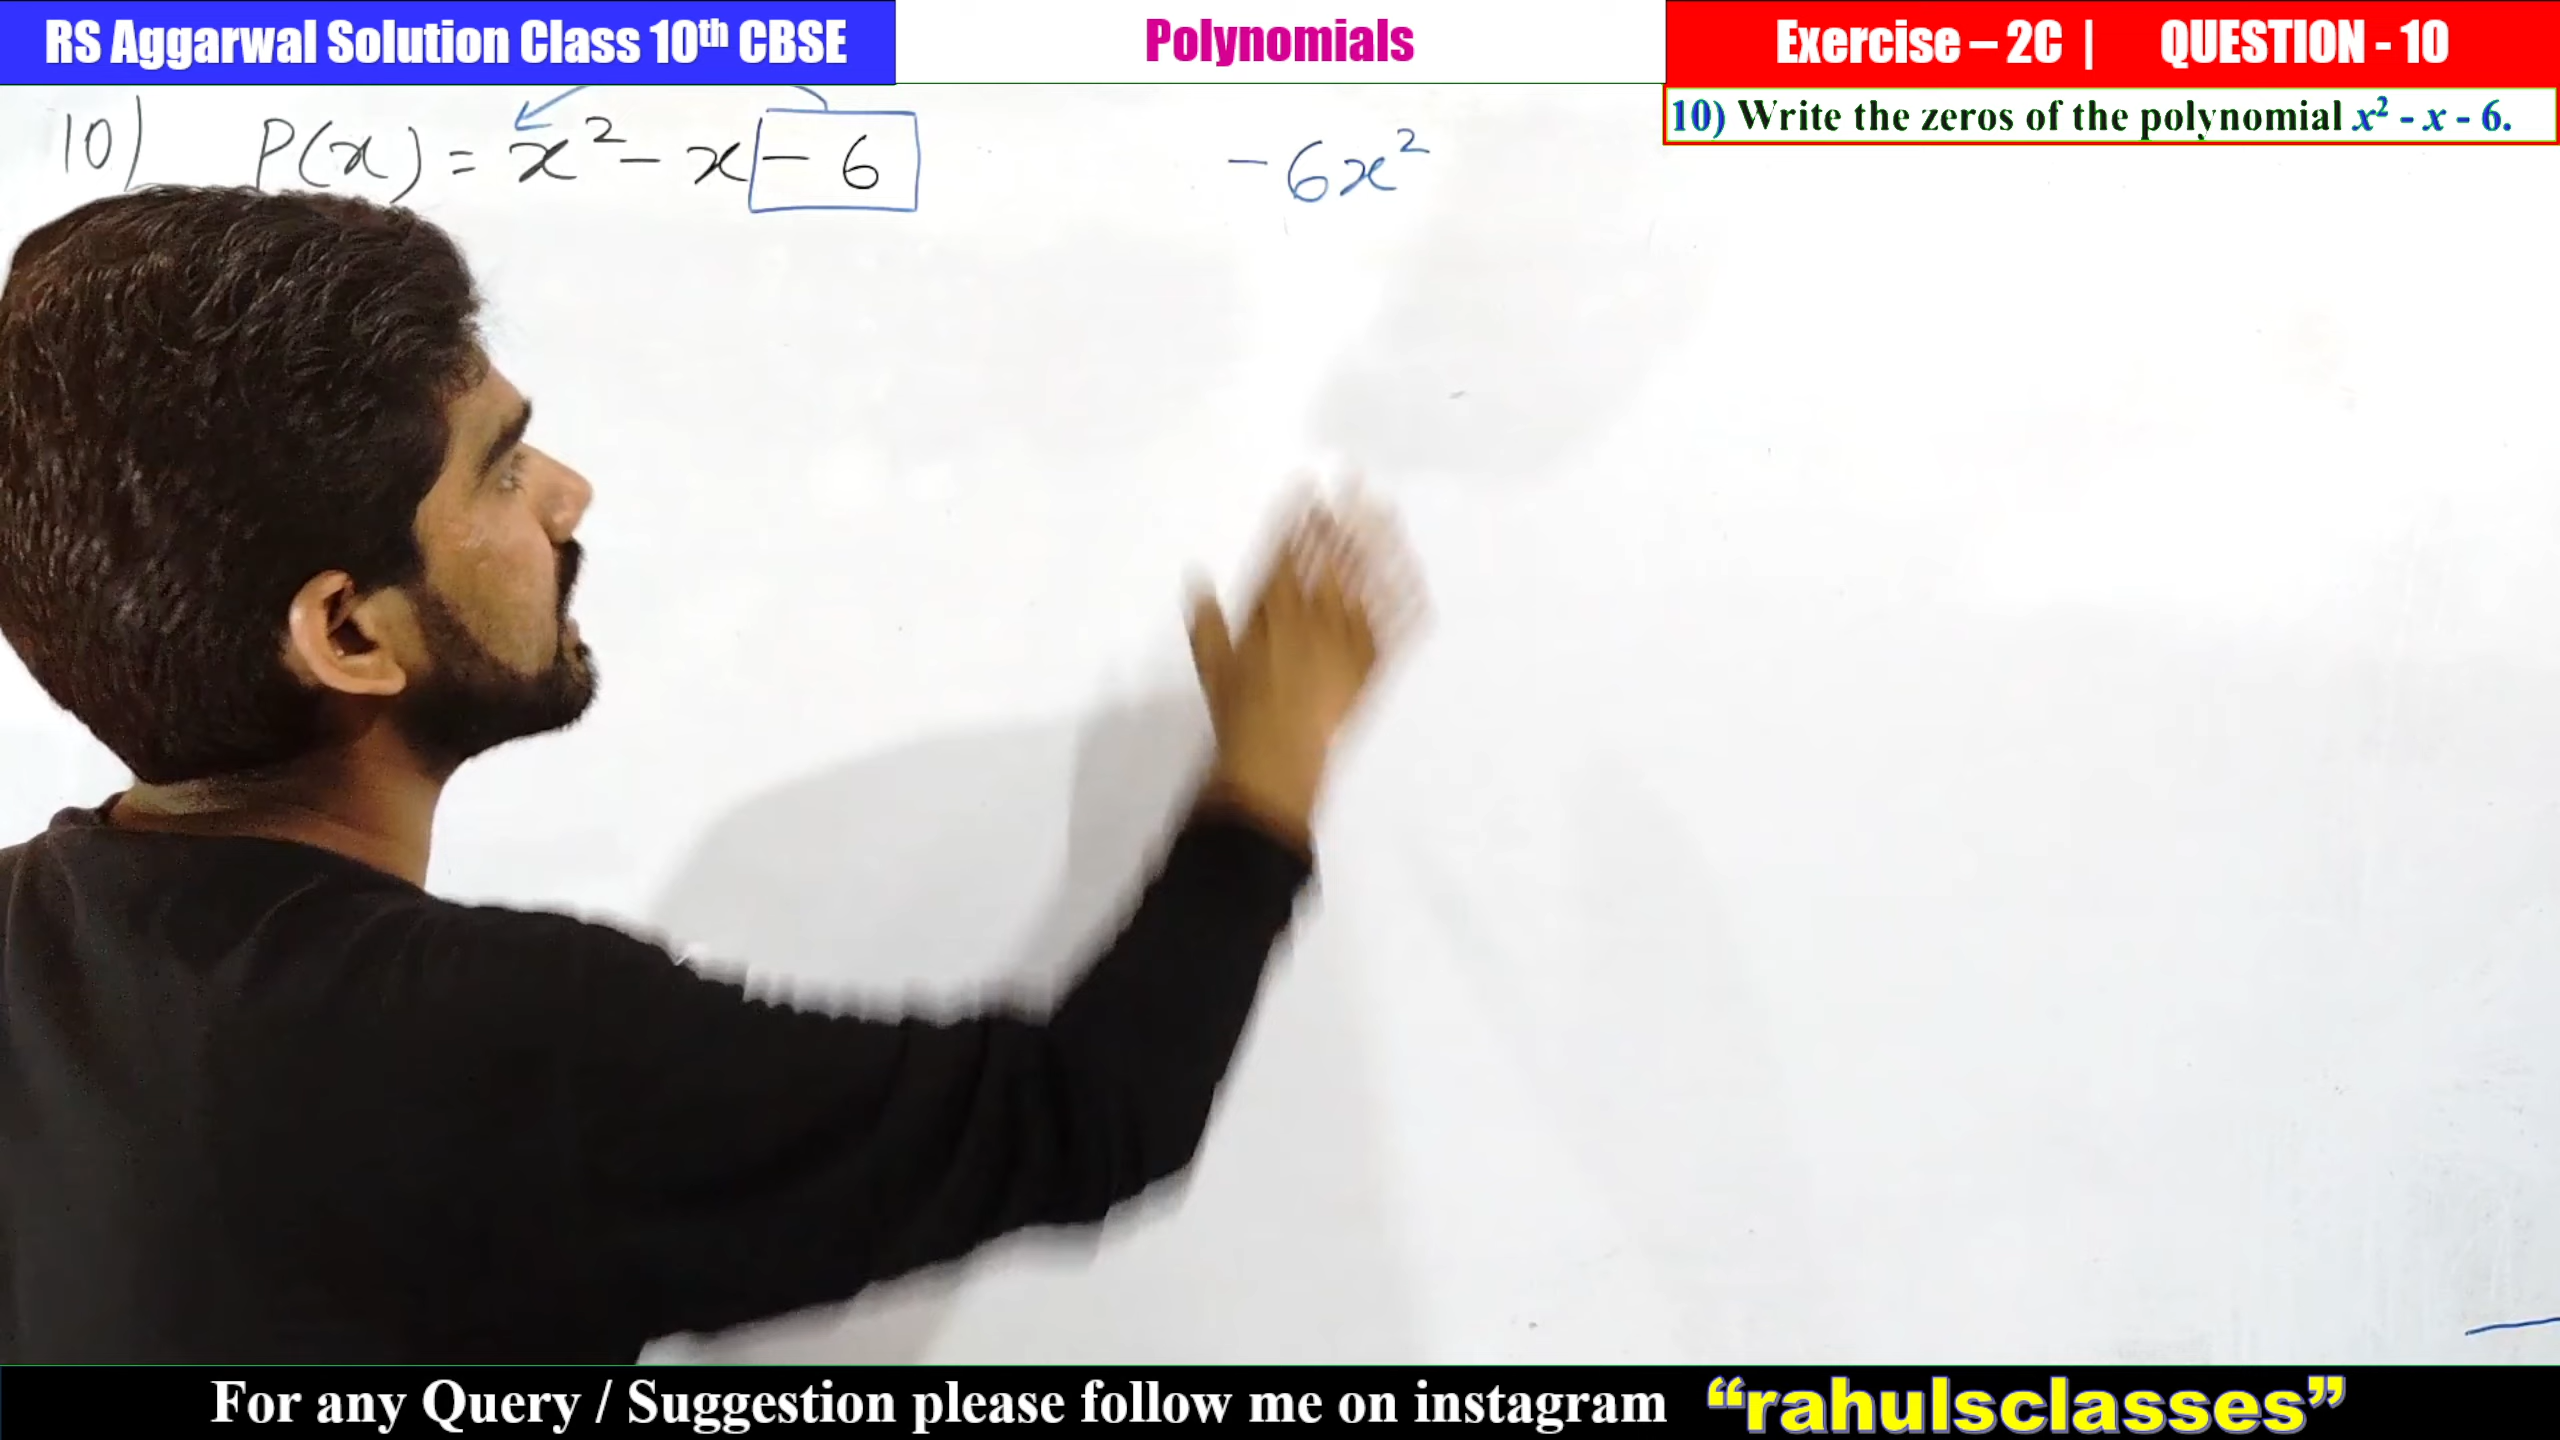 RS Aggarwal Solution Class 10th CBSE
Polynomials
Exercise – 2C | QUESTION - 10
10) Write the zeros of the polynomial x² - x - 6.
10) P(x) = x² - x - 6
- 6x²
For any Query / Suggestion please follow me on instagram “rahulsclasses”